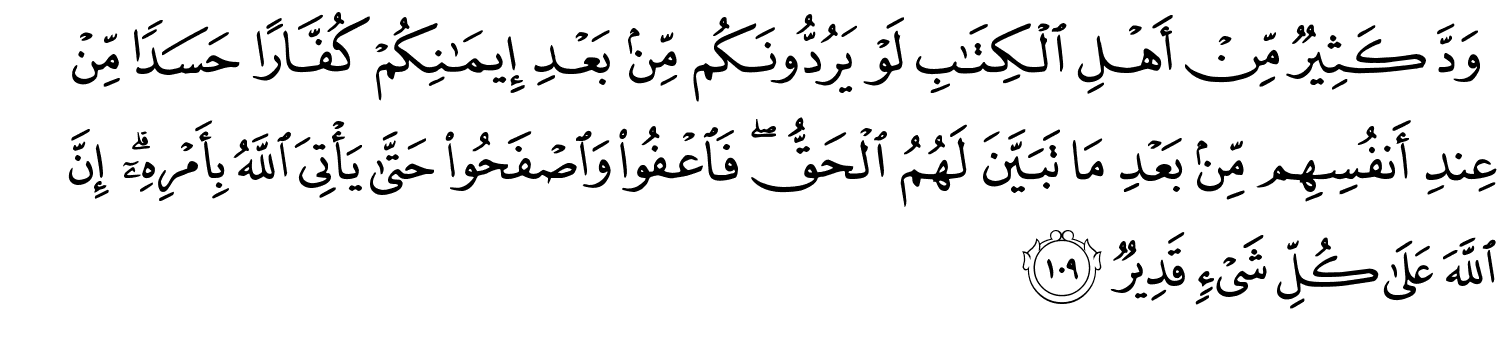 وَدَّ كَثِيرٌ مِّنْ أَهْلِ ٱلْكِتَـٰبِ لَوْ يَرُدُّونَكُم مِّنۢ بَعْدِ إِيمَـٰنِكُمْ كُفَّارًا حَسَدًا مِّنْ
عِندِ أَنفُسِهِم مِّنۢ بَعْدِ مَا تَبَيَّنَ لَهُمُ ٱلْحَقُّ ۖ فَٱعْفُوا۟ وَٱصْفَحُوا۟ حَتَّىٰ يَأْتِىَ ٱللَّهُ بِأَمْرِهِۦٓ ۗ إِنَّ
ٱللَّهَ عَلَىٰ كُلِّ شَىْءٍ قَدِيرٌ ١٠٩